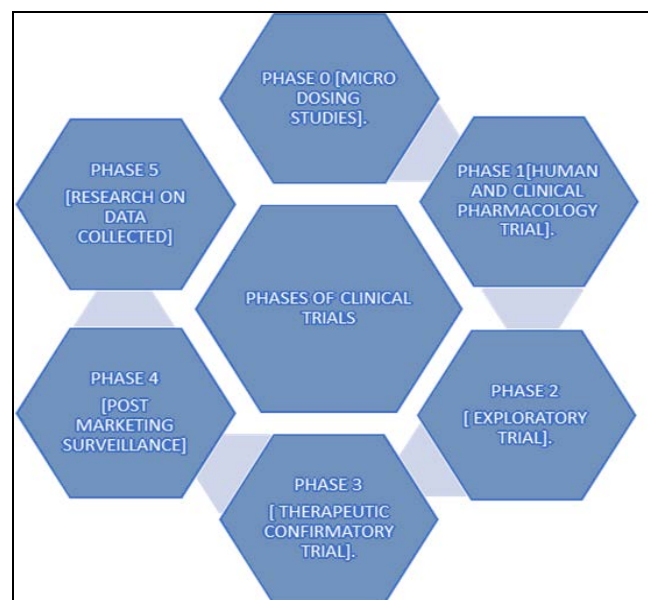 PHASE 0 [MICRO
DOSING
STUDIES].
PHASE 1[HUMAN
AND CLINICAL
PHARMACOLOGY
TRIAL].
PHASE 2
[ EXPLORATORY
TRIAL].
PHASE 3
[ THERAPEUTIC
CONFIRMATORY
TRIAL].
PHASE 4
[POST
MARKETING
SURVEILLANCE]
PHASE 5
[RESEARCH ON
DATA
COLLECTED]
PHASES OF CLINICAL
TRIALS